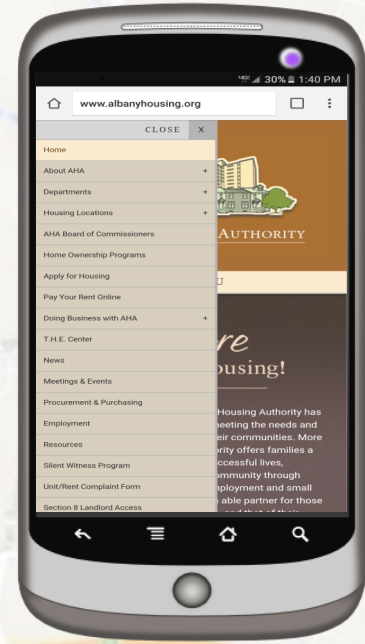 30% 1:40 PM
www.albanyhousing.org
CLOSE X
Home
About AHA +
Departments +
Housing Locations +
AHA Board of Commissioners
Home Ownership Programs
Apply for Housing
Pay Your Rent Online
Doing Business with AHA +
T.H.E. Center
News
Meetings & Events
Procurement & Purchasing
Employment
Resources
Silent Witness Program
Unit/Rent Complaint Form
Section 8 Landlord Access
AUTHORITY
U
re
ousing!
Housing Authority has
eeting the needs and
eir communities. More
ority offers families a
ccessful lives,
ommunity through
ployment and small
able partner for those